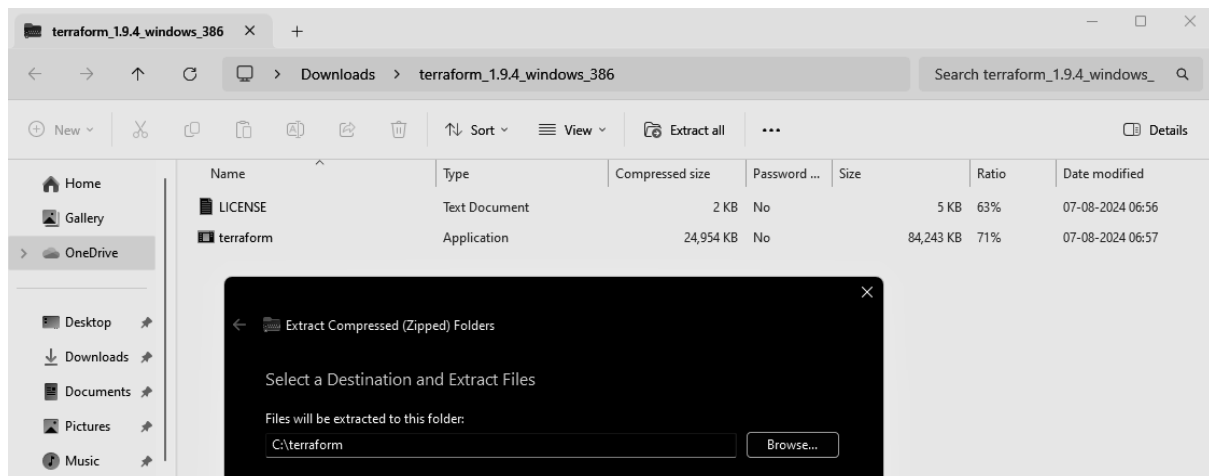 terraform_1.9.4_windows_386
Downloads > terraform_1.9.4_windows_386 Search terraform_1.9.4_windows_
New Sort View Extract all ... Details
Name Type Compressed size Password ... Size Ratio Date modified
Home
LICENSE Text Document 2 KB No 5 KB 63% 07-08-2024 06:56
Gallery
terraform Application 24,954 KB No 84,243 KB 71% 07-08-2024 06:57
OneDrive
Desktop
Downloads
Documents
Pictures
Music
Extract Compressed (Zipped) Folders
Select a Destination and Extract Files
Files will be extracted to this folder:
C:\terraform Browse...